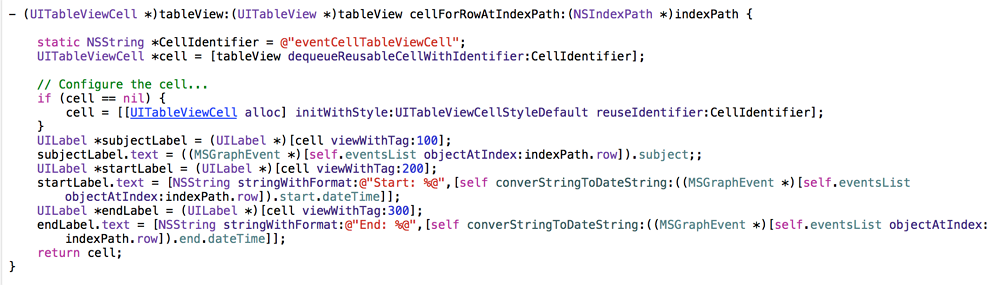 - (UITableViewCell *)tableView:(UITableView *)tableView cellForRowAtIndexPath:(NSIndexPath *)indexPath {
static NSString *CellIdentifier = @"eventCellTableViewCell";
UITableViewCell *cell = [tableView dequeueReusableCellWithIdentifier:CellIdentifier];
// Configure the cell...
if (cell == nil) {
cell = [[UITableViewCell alloc] initWithStyle:UITableViewCellStyleDefault reuseIdentifier:CellIdentifier];
}
UILabel *subjectLabel = (UILabel *)[cell viewWithTag:100];
subjectLabel.text = ((MSGraphEvent *)[self.eventsList objectAtIndex:indexPath.row]).subject;;
UILabel *startLabel = (UILabel *)[cell viewWithTag:200];
startLabel.text = [NSString stringWithFormat:@"Start: %@",[self converStringToDateString:((MSGraphEvent *)[self.eventsList
objectAtIndex:indexPath.row]).start.dateTime]];
UILabel *endLabel = (UILabel *)[cell viewWithTag:300];
endLabel.text = [NSString stringWithFormat:@"End: %@",[self converStringToDateString:((MSGraphEvent *)[self.eventsList objectAtIndex:
indexPath.row]).end.dateTime]];
return cell;
}